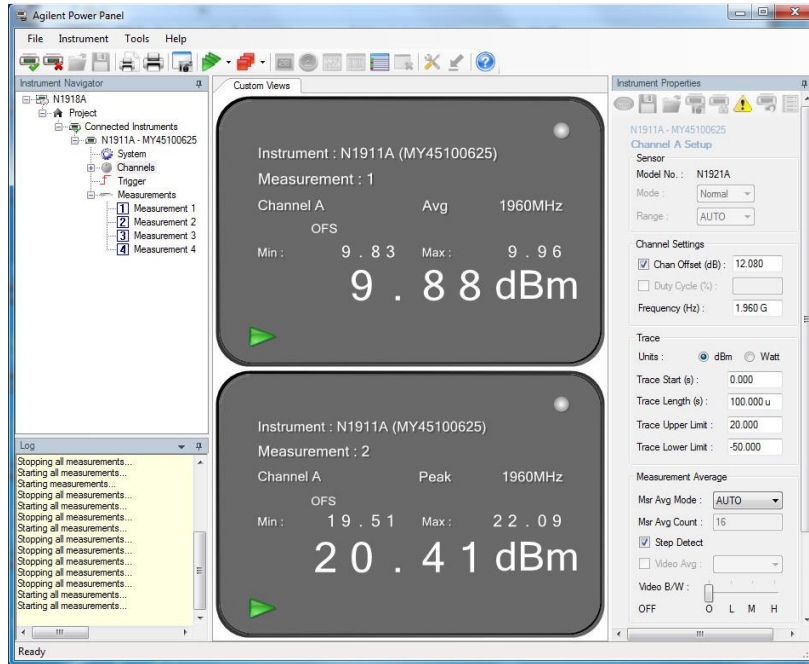 Agilent Power Panel
File Instrument Tools Help
Instrument Navigator
N1918A
Project
Connected Instruments
N1911A - MY45100625
System
Channels
Trigger
Measurements
1 Measurement 1
2 Measurement 2
3 Measurement 3
4 Measurement 4
Log
Stopping all measurements...
Starting all measurements...
Starting measurements...
Stopping all measurements...
Starting all measurements...
Stopping all measurements...
Stopping all measurements...
Starting all measurements...
Starting all measurements...
Stopping all measurements...
Starting all measurements...
Stopping all measurements...
Stopping all measurements...
Stopping all measurements...
Starting all measurements...
Starting all measurements...
Custom Views
Instrument : N1911A (MY45100625)
Measurement : 1
Channel A Avg 1960MHz
OFS
Min : 9 . 8 3 Max : 9 . 9 6
9 . 8 8 dBm
Instrument : N1911A (MY45100625)
Measurement : 2
Channel A Peak 1960MHz
OFS
Min : 1 9 . 5 1 Max : 2 2 . 0 9
2 0 . 4 1 dBm
Instrument Properties
N1911A - MY45100625
Channel A Setup
Sensor
Model No. : N1921A
Mode : Normal
Range : AUTO
Channel Settings
Chan Offset (dB) : 12.080
Duty Cycle (%) :
Frequency (Hz) : 1.960 G
Trace
Units : dBm Watt
Trace Start (s) : 0.000
Trace Length (s) : 100.000 u
Trace Upper Limit : 20.000
Trace Lower Limit : -50.000
Measurement Average
Msr Avg Mode : AUTO
Msr Avg Count : 16
Step Detect
Video Avg :
Video B/W :
OFF O L M H
Ready